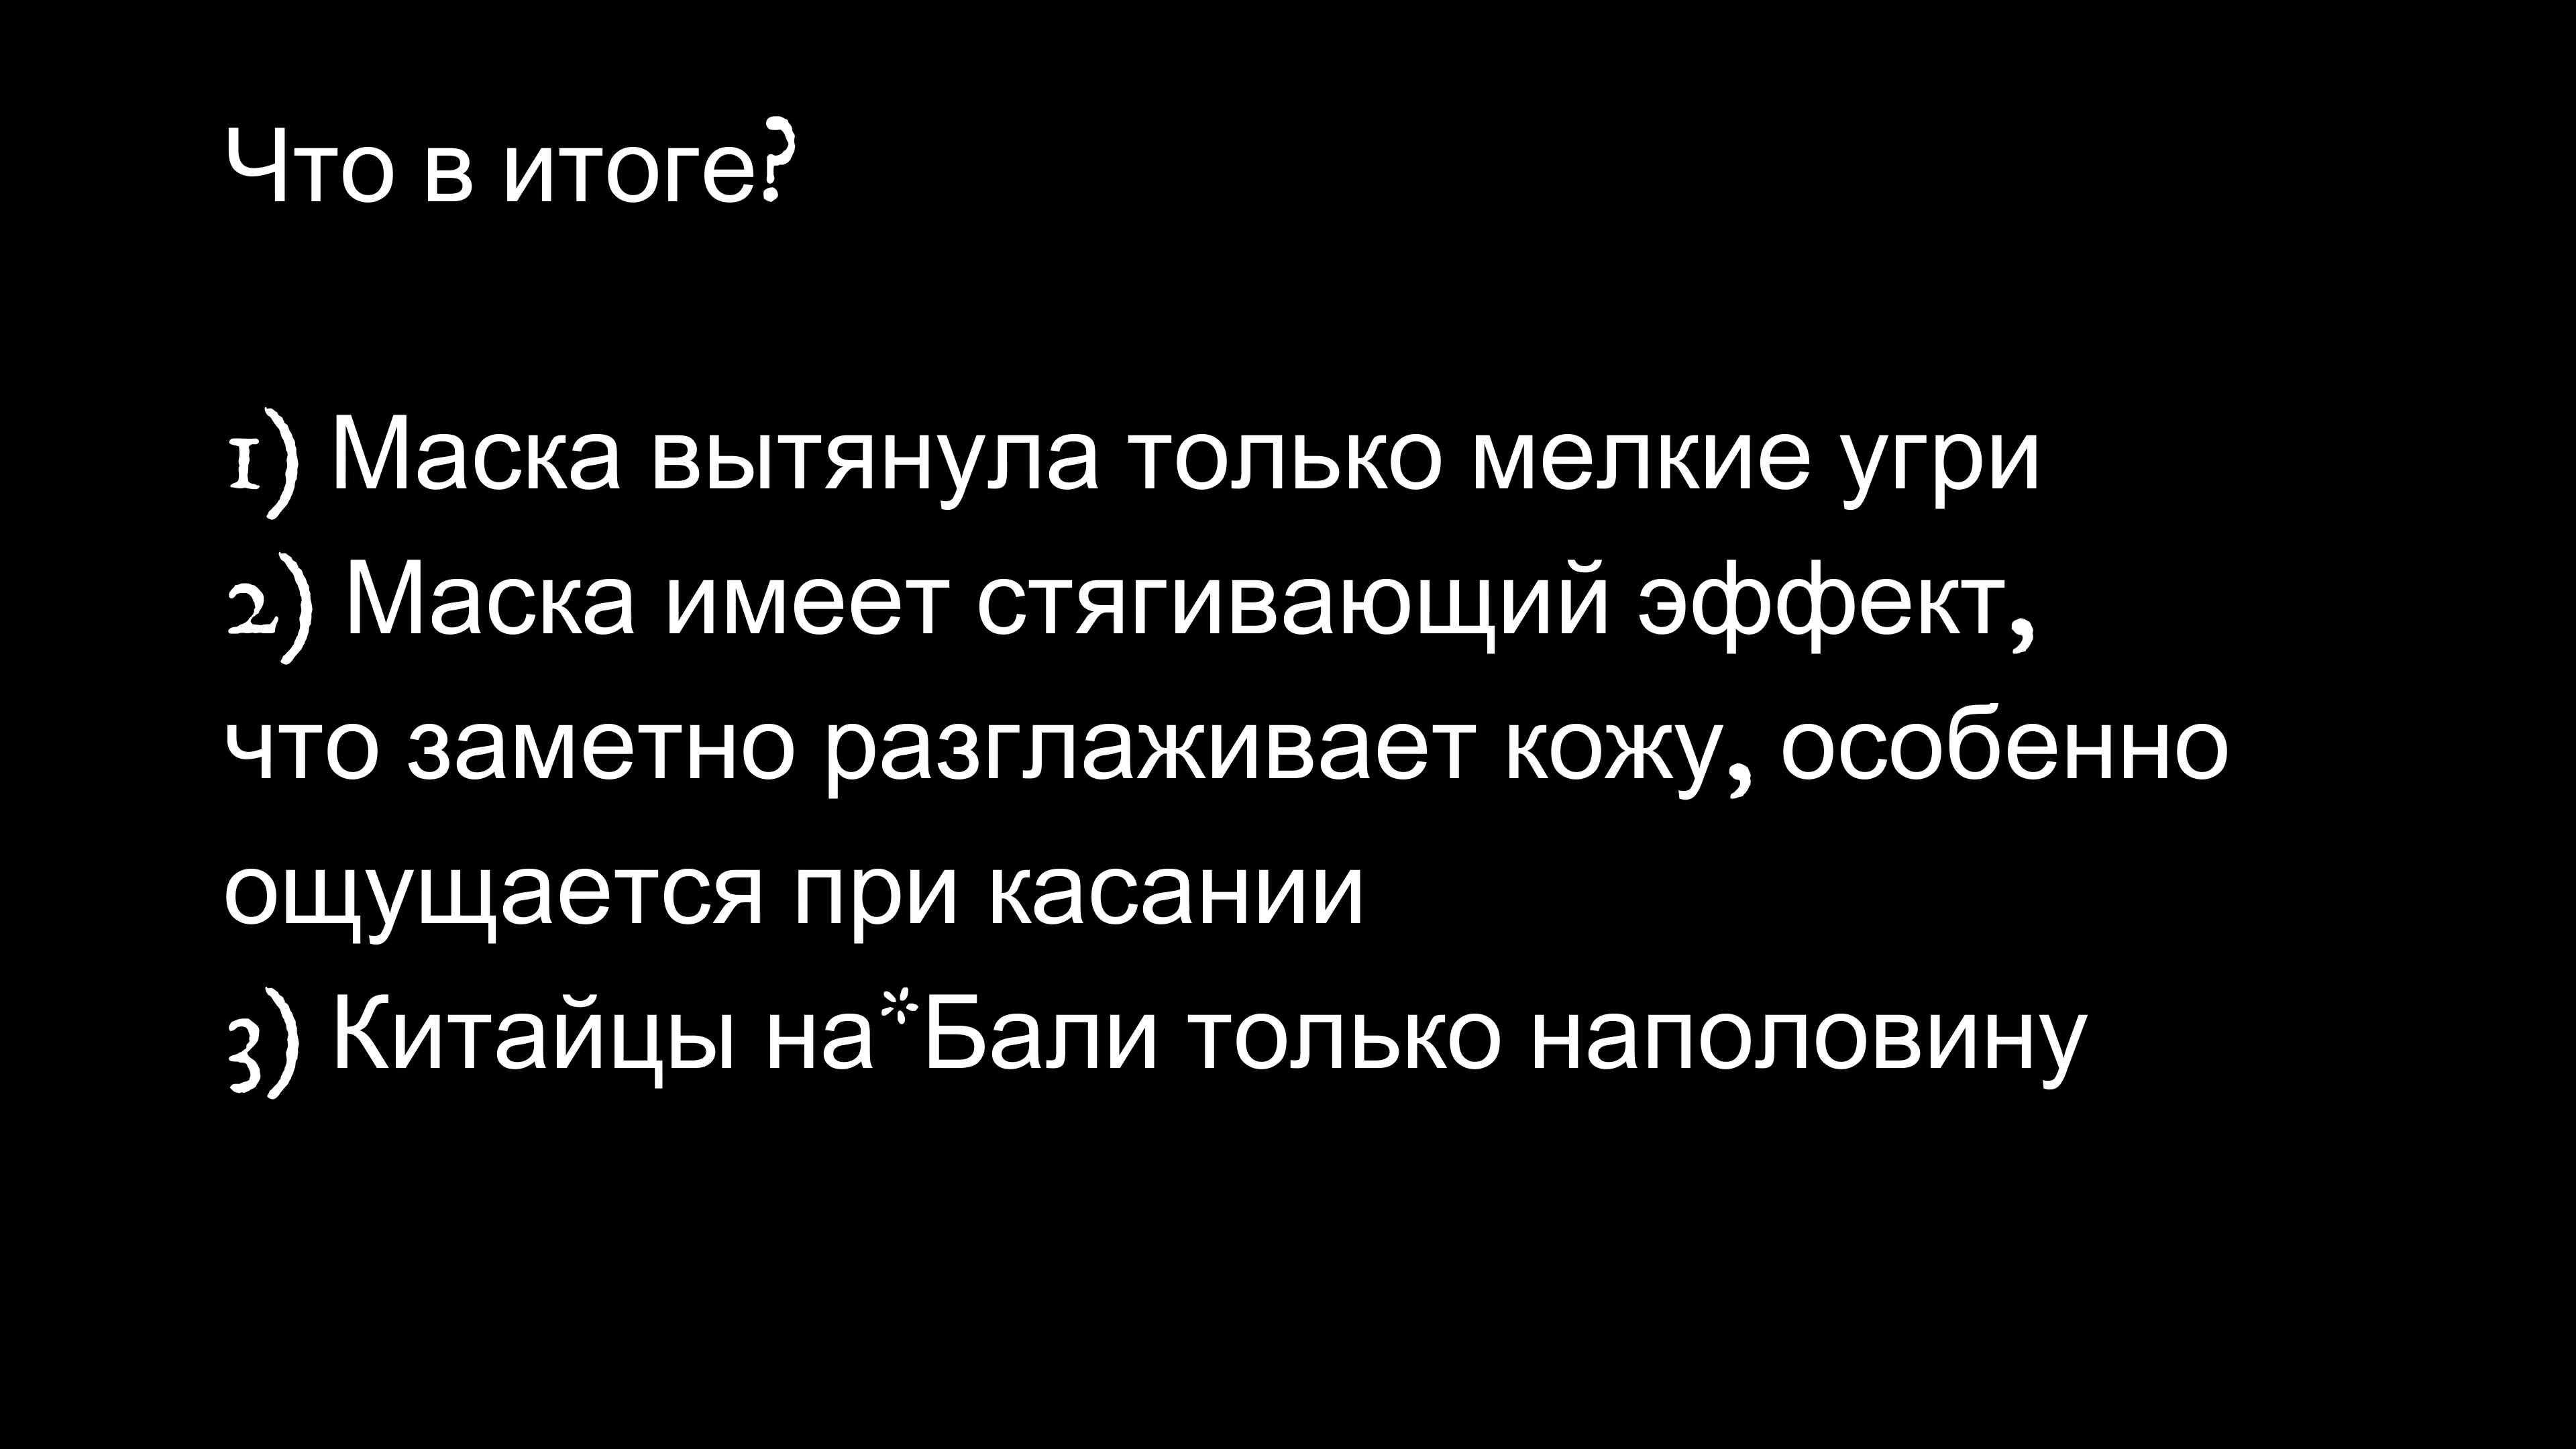 Что в итоге?
1) Маска вытянула только мелкие угри
2) Маска имеет стягивающий эффект,
что заметно разглаживает кожу, особенно
ощущается при касании
3) Китайцы на*Бали только наполовину